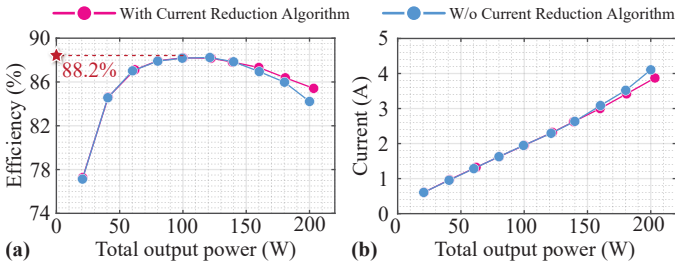 With Current Reduction Algorithm
W/o Current Reduction Algorithm
90
86
82
78
74
Efficiency (%)
88.2%
0
50
100
150
200
(a)
Total output power (W)
5
4
3
2
1
0
Current (A)
0
50
100
150
200
(b)
Total output power (W)